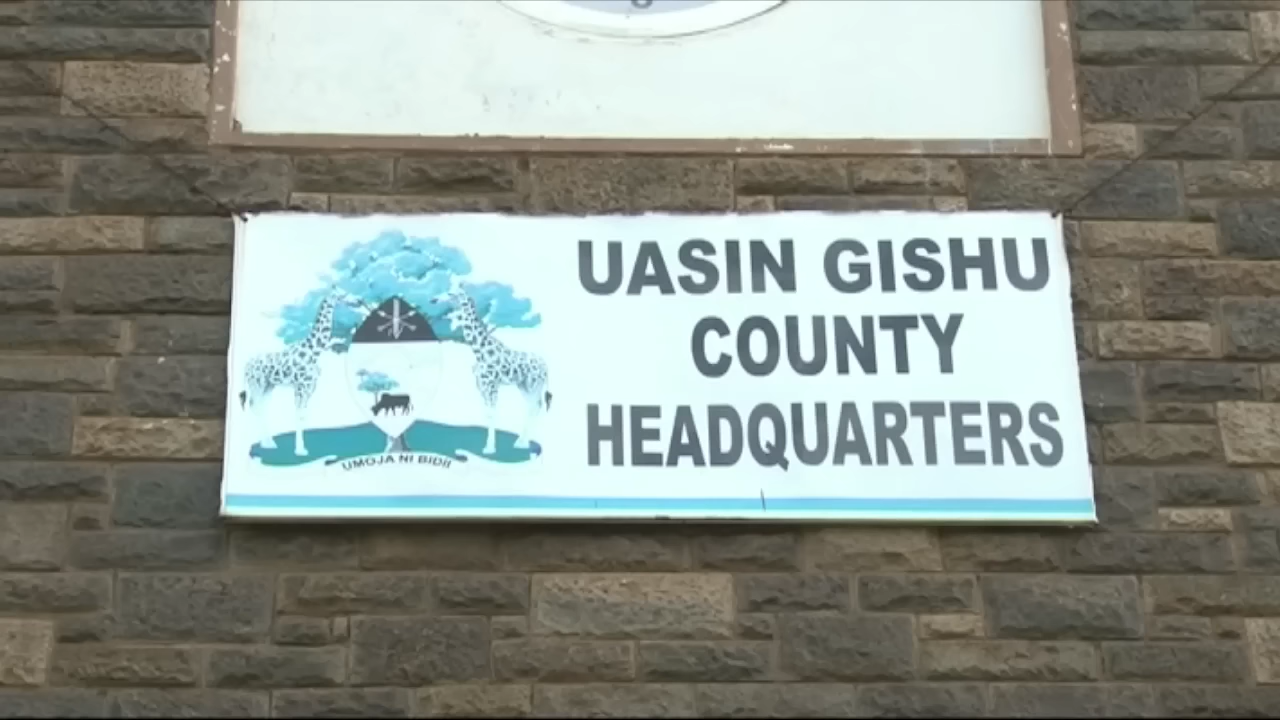 UASIN GISHU
COUNTY
HEADQUARTERS
UMOJA NI BIDII